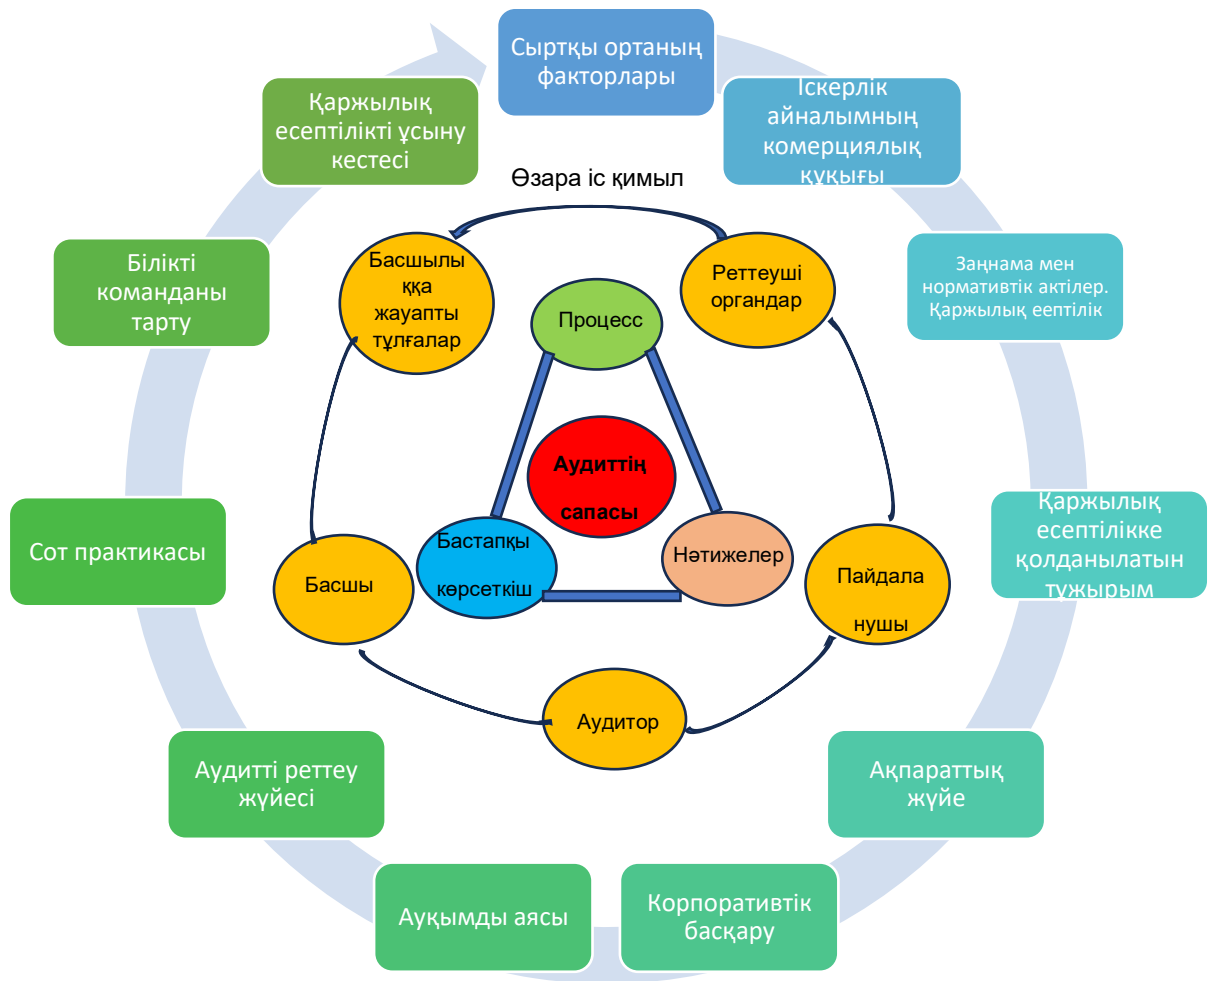 Сыртқы ортаның
факторлары
Іскерлік
айналымның
комерциялық
құқығы
Заңнама мен
нормативтік актілер.
Қаржылық еептілік
Қаржылық
есептілікке
қолданылатын
тұжырым
Ақпараттық
жүйе
Корпоративтік
басқару
Ауқымды аясы
Аудитті реттеу
жүйесі
Сот практикасы
Білікті
команданы
тарту
Қаржылық
есептілікті ұсыну
кестесі
Өзара іс қимыл
Басшылы
ққа
жауапты
тұлғалар
Реттеуші
органдар
Процесс
Аудиттің
сапасы
Бастапқы
көрсеткіш
Нәтижелер
Басшы
Пайдала
нушы
Аудитор